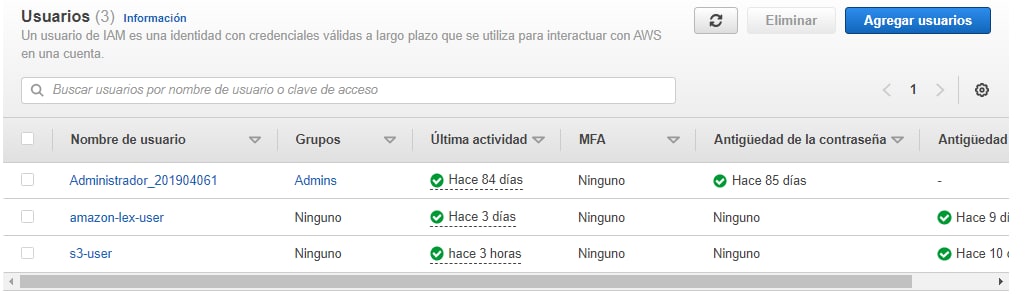 Usuarios (3) Información
Eliminar
Agregar usuarios
Un usuario de IAM es una identidad con credenciales válidas a largo plazo que se utiliza para interactuar con AWS
en una cuenta.
Buscar usuarios por nombre de usuario o clave de acceso
1
Nombre de usuario Grupos Última actividad MFA Antigüedad de la contraseña Antigüedad
Administrador_201904061 Admins Hace 84 días Ninguno Hace 85 días -
amazon-lex-user Ninguno Hace 3 días Ninguno Ninguno Hace 9
s3-user Ninguno hace 3 horas Ninguno Ninguno Hace 10